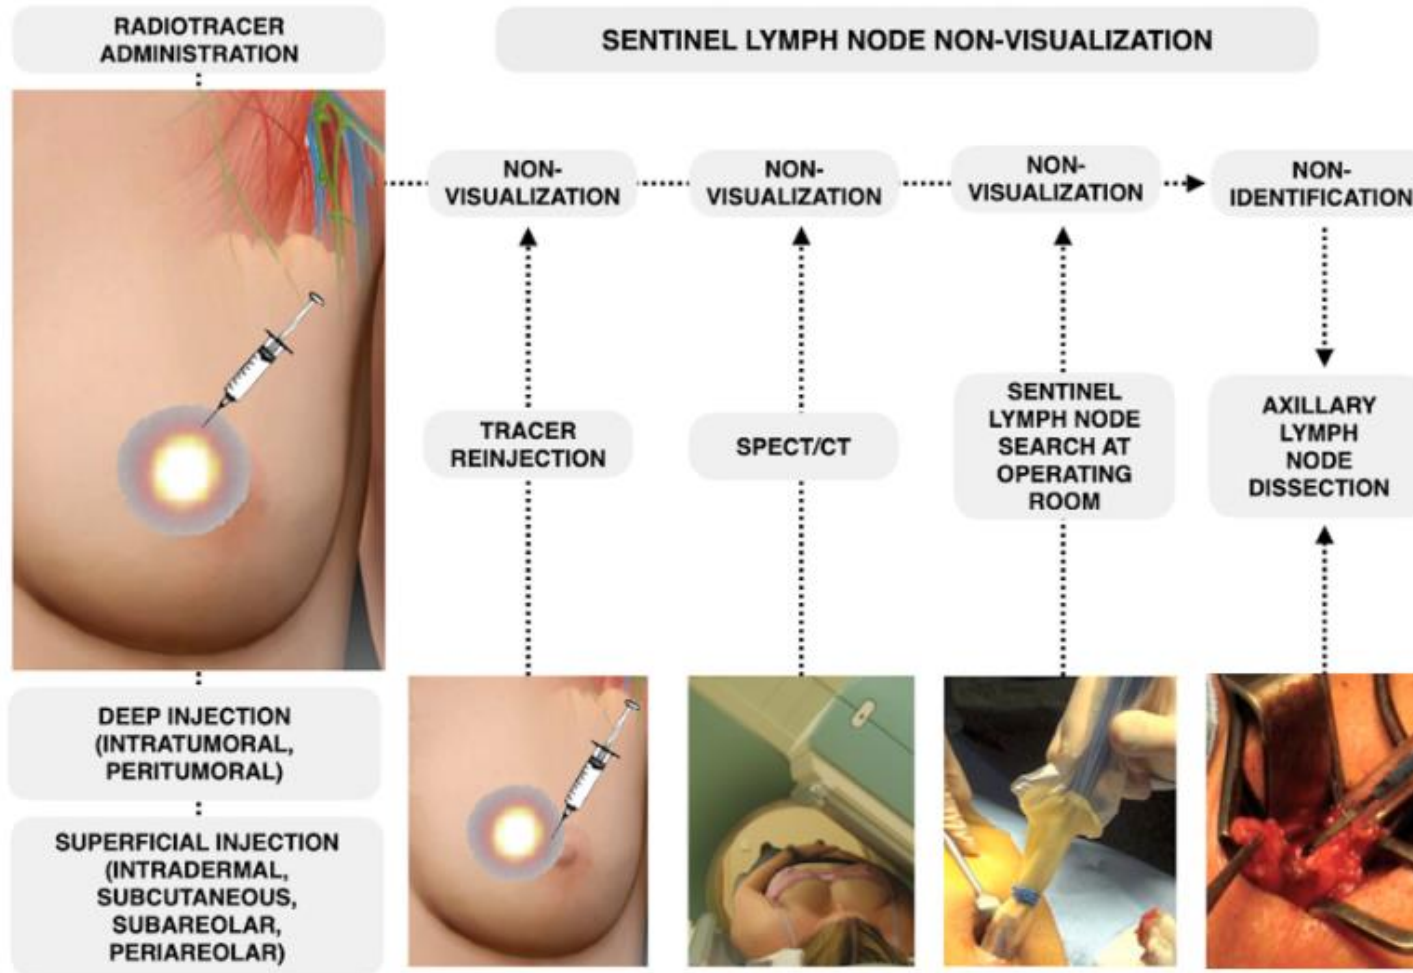 RADIOTRACER
ADMINISTRATION
SENTINEL LYMPH NODE NON-VISUALIZATION
NON-
VISUALIZATION
NON-
VISUALIZATION
NON-
VISUALIZATION
NON-
IDENTIFICATION
TRACER
REINJECTION
SPECT/CT
SENTINEL
LYMPH NODE
SEARCH AT
OPERATING
ROOM
AXILLARY
LYMPH
NODE
DISSECTION
DEEP INJECTION
(INTRATUMORAL,
PERITUMORAL)
SUPERFICIAL INJECTION
(INTRADERMAL,
SUBCUTANEOUS,
SUBAREOLAR,
PERIAREOLAR)